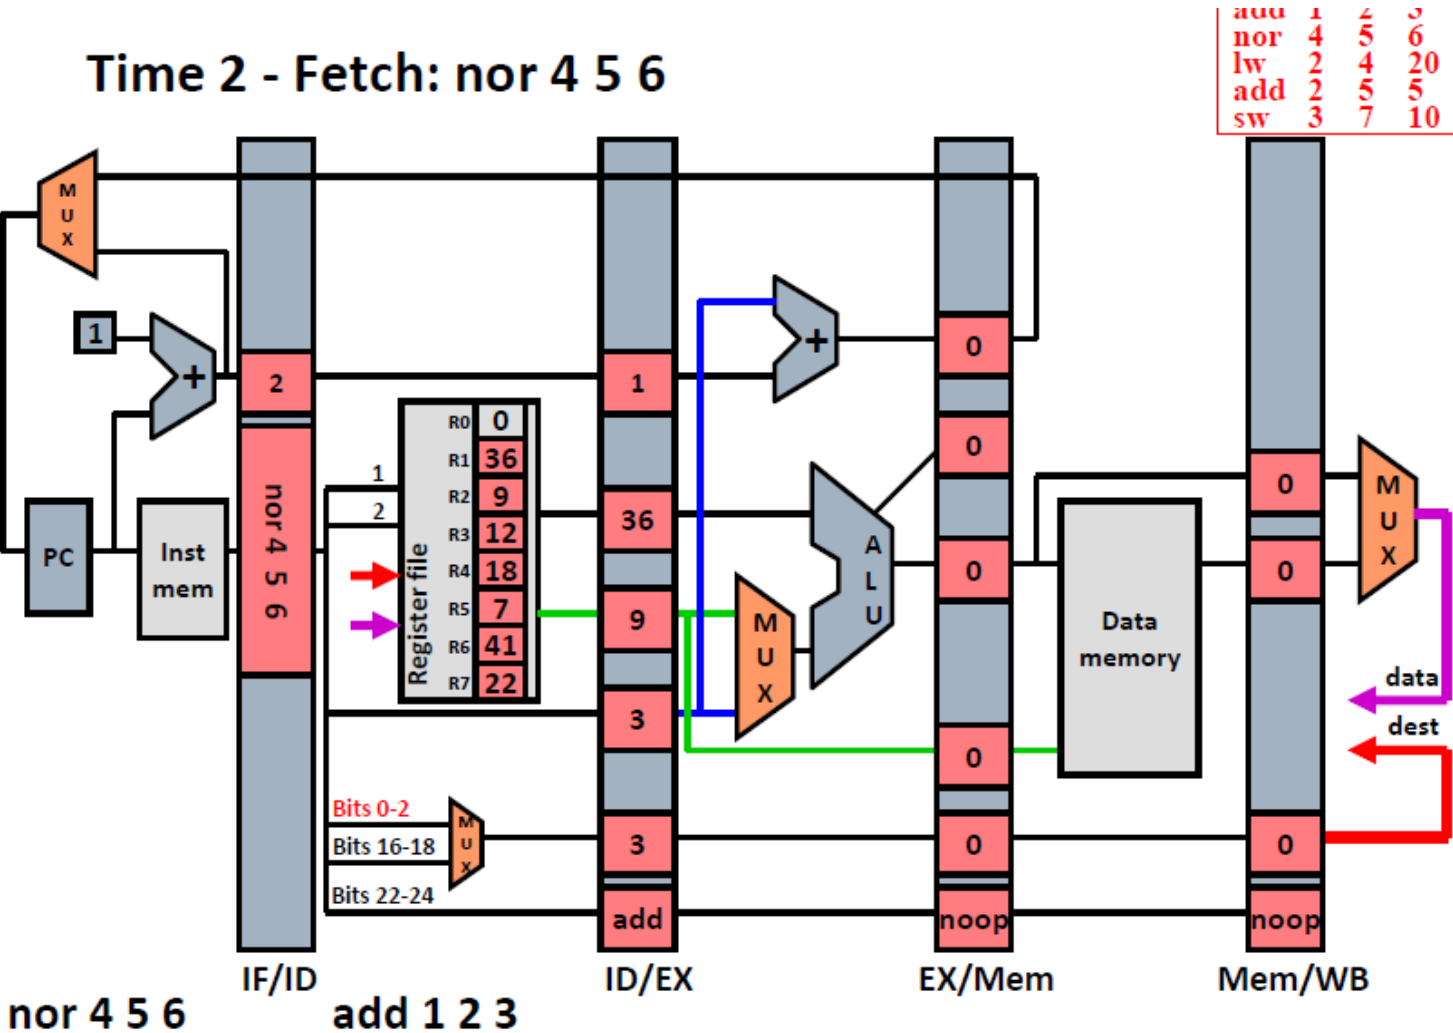 add 1 2 3
nor 4 5 6
lw 2 4 20
add 2 5 5
sw 3 7 10
Time 2 - Fetch: nor 4 5 6
MUX
1
+
2
nor 4 5 6
PC
Inst
mem
1
2
Register file
R0 0
R1 36
R2 9
R3 12
R4 18
R5 7
R6 41
R7 22
Bits 0-2
Bits 16-18
Bits 22-24
MUX
1
36
9
3
3
add
+
MUX
ALU
0
0
0
0
0
noop
Data
memory
0
0
0
noop
MUX
data
dest
IF/ID
ID/EX
EX/Mem
Mem/WB
nor 4 5 6
add 1 2 3